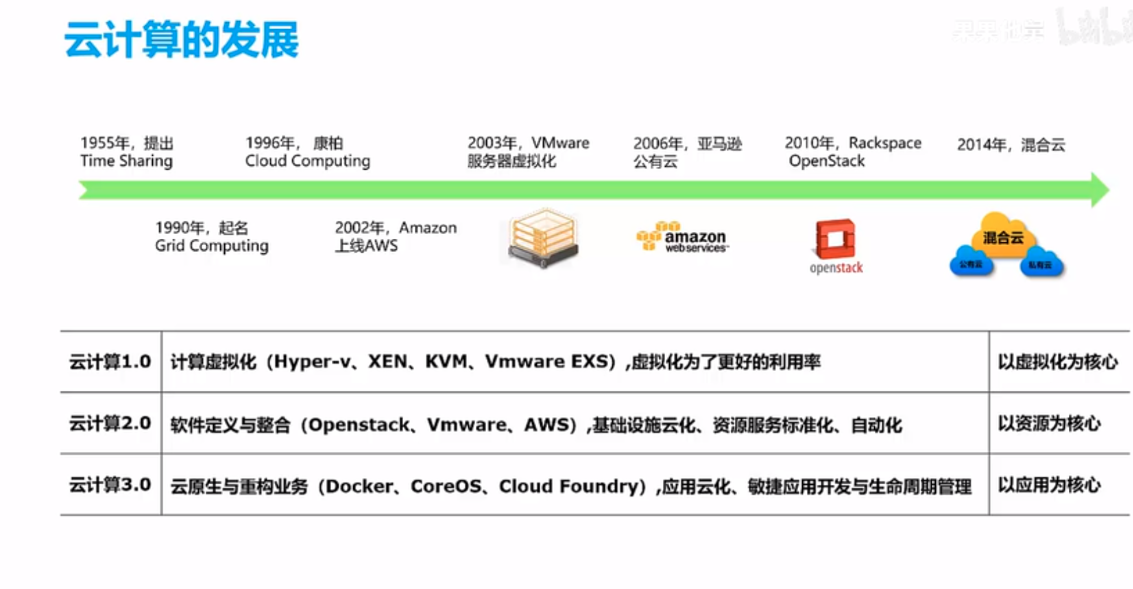 云计算的发展
1955年，提出
Time Sharing
1996年， 康柏
Cloud Computing
2003年，VMware
服务器虚拟化
2006年，亚马逊
公有云
2010年，Rackspace
OpenStack
2014年，混合云
1990年，起名
Grid Computing
2002年，Amazon
上线AWS
amazon
webservices™
openstack
混合云
公有云
私有云
云计算1.0
计算虚拟化（Hyper-v、XEN、KVM、Vmware EXS）,虚拟化为了更好的利用率
以虚拟化为核心
云计算2.0
软件定义与整合（Openstack、Vmware、AWS）,基础设施云化、资源服务标准化、自动化
以资源为核心
云计算3.0
云原生与重构业务（Docker、CoreOS、Cloud Foundry）,应用云化、敏捷应用开发与生命周期管理
以应用为核心